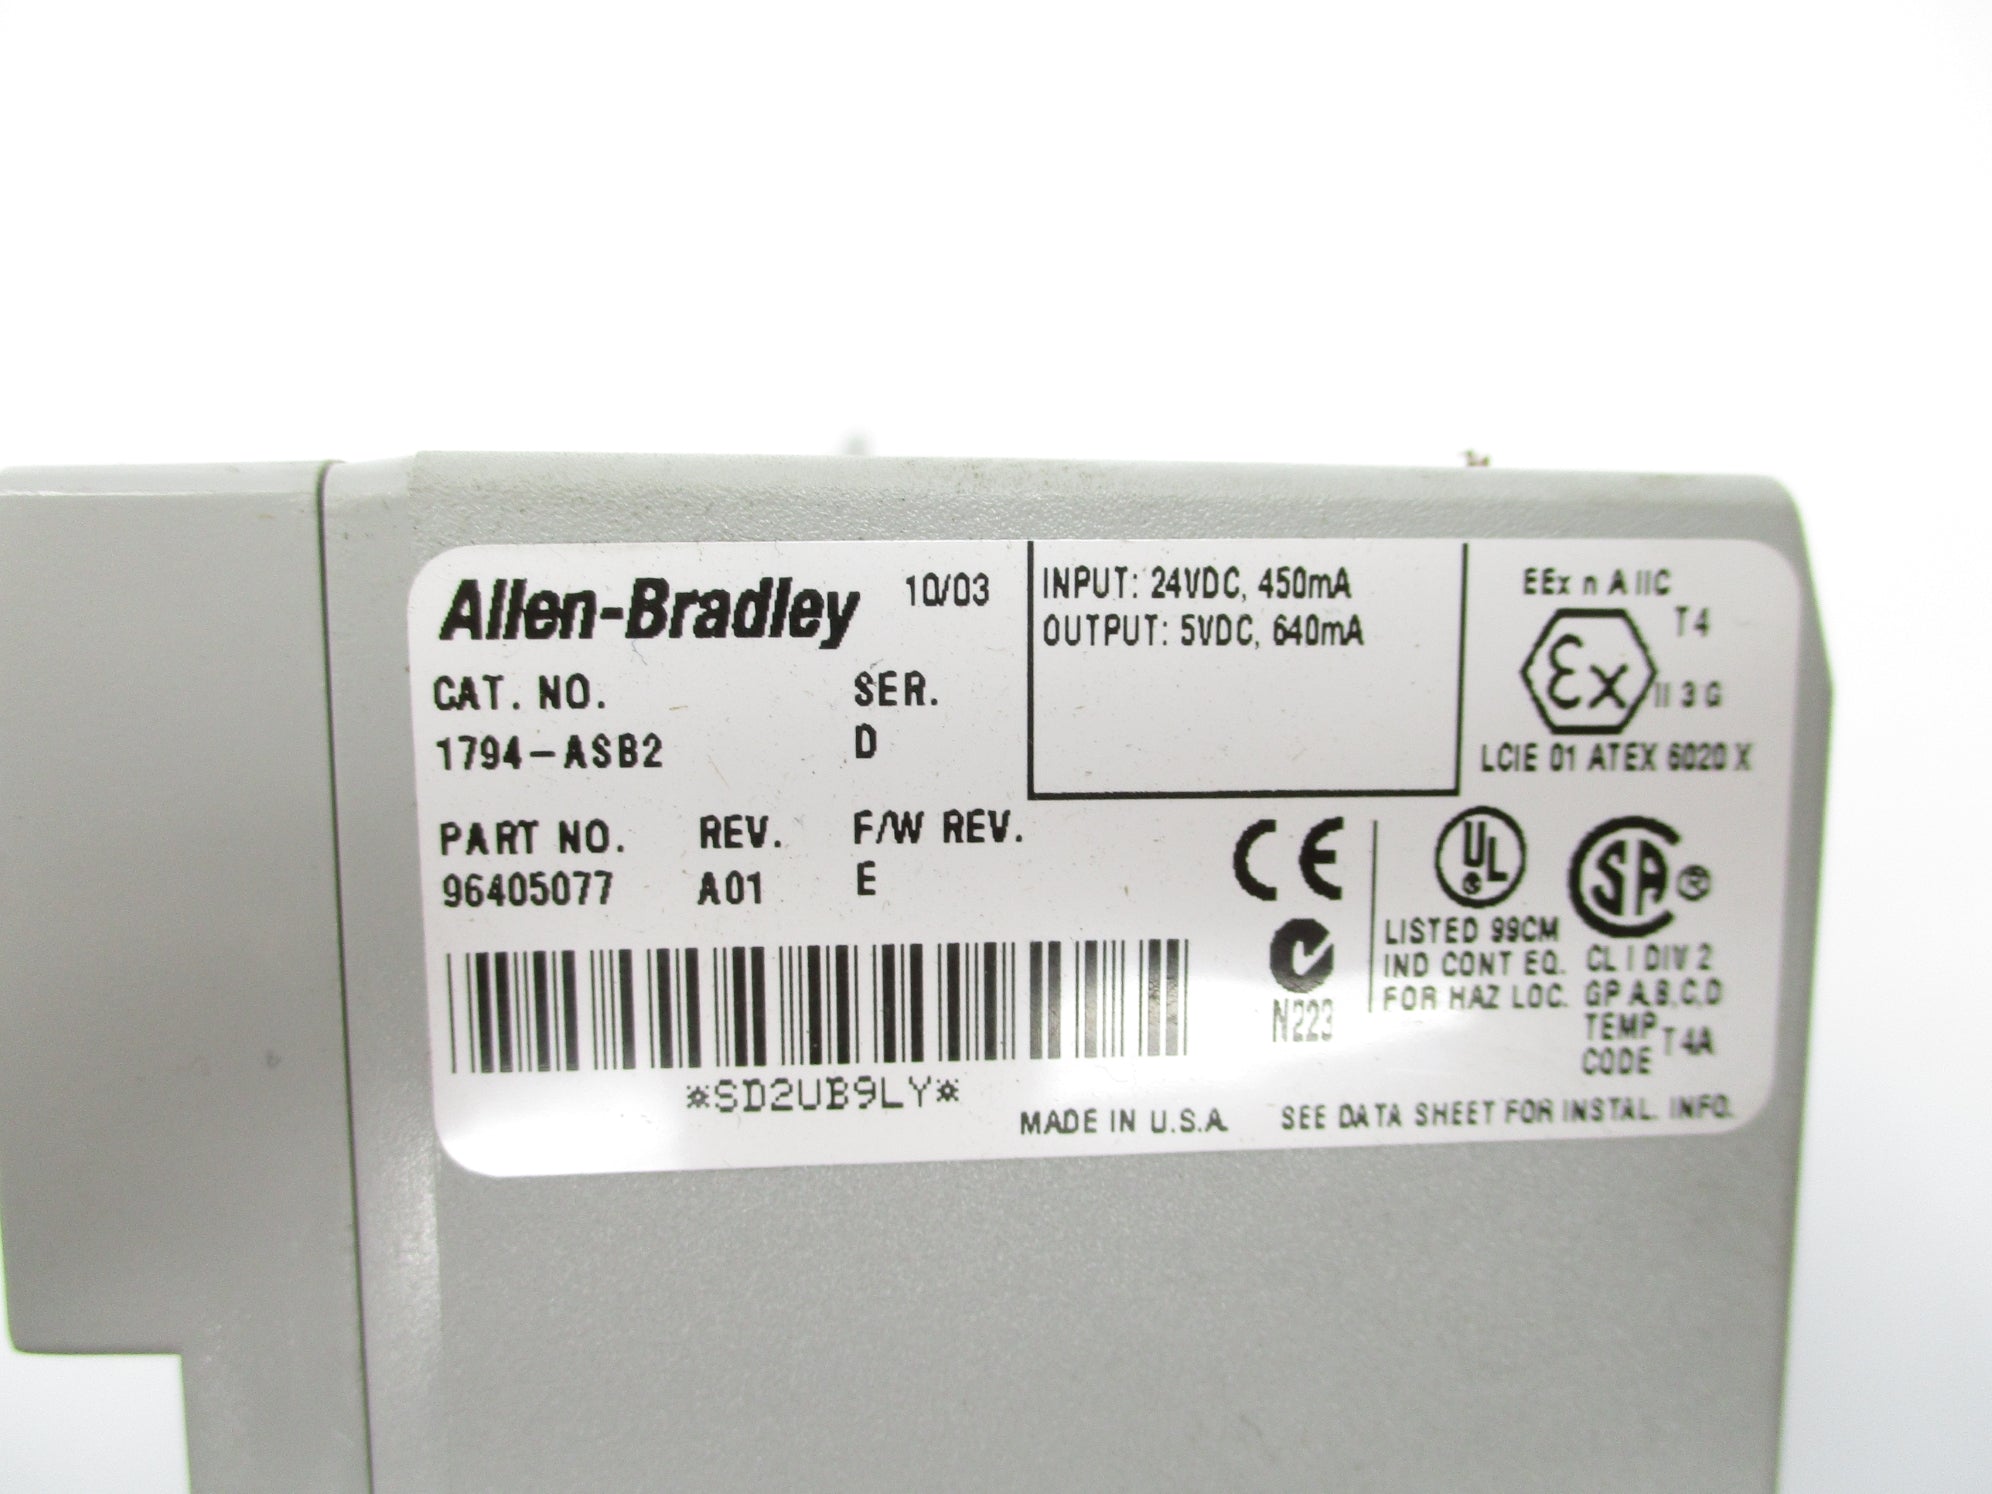 Allen-Bradley 10/03
CAT. NO. SER.
1794-ASB2 D
PART NO. REV. F/W REV.
96405077 A01 E
*SD2UB9LY*
INPUT: 24VDC, 450mA
OUTPUT: 5VDC, 640mA
EEx n A IIC
T4
Ex II 3 G
LCIE 01 ATEX 6020 X
CE
N223
UL
LISTED 99CM
IND CONT EQ.
FOR HAZ LOC.
SA ®
CL I DIV 2
GP A,B,C,D
TEMP
CODE T4A
MADE IN U.S.A. SEE DATA SHEET FOR INSTAL. INFO.